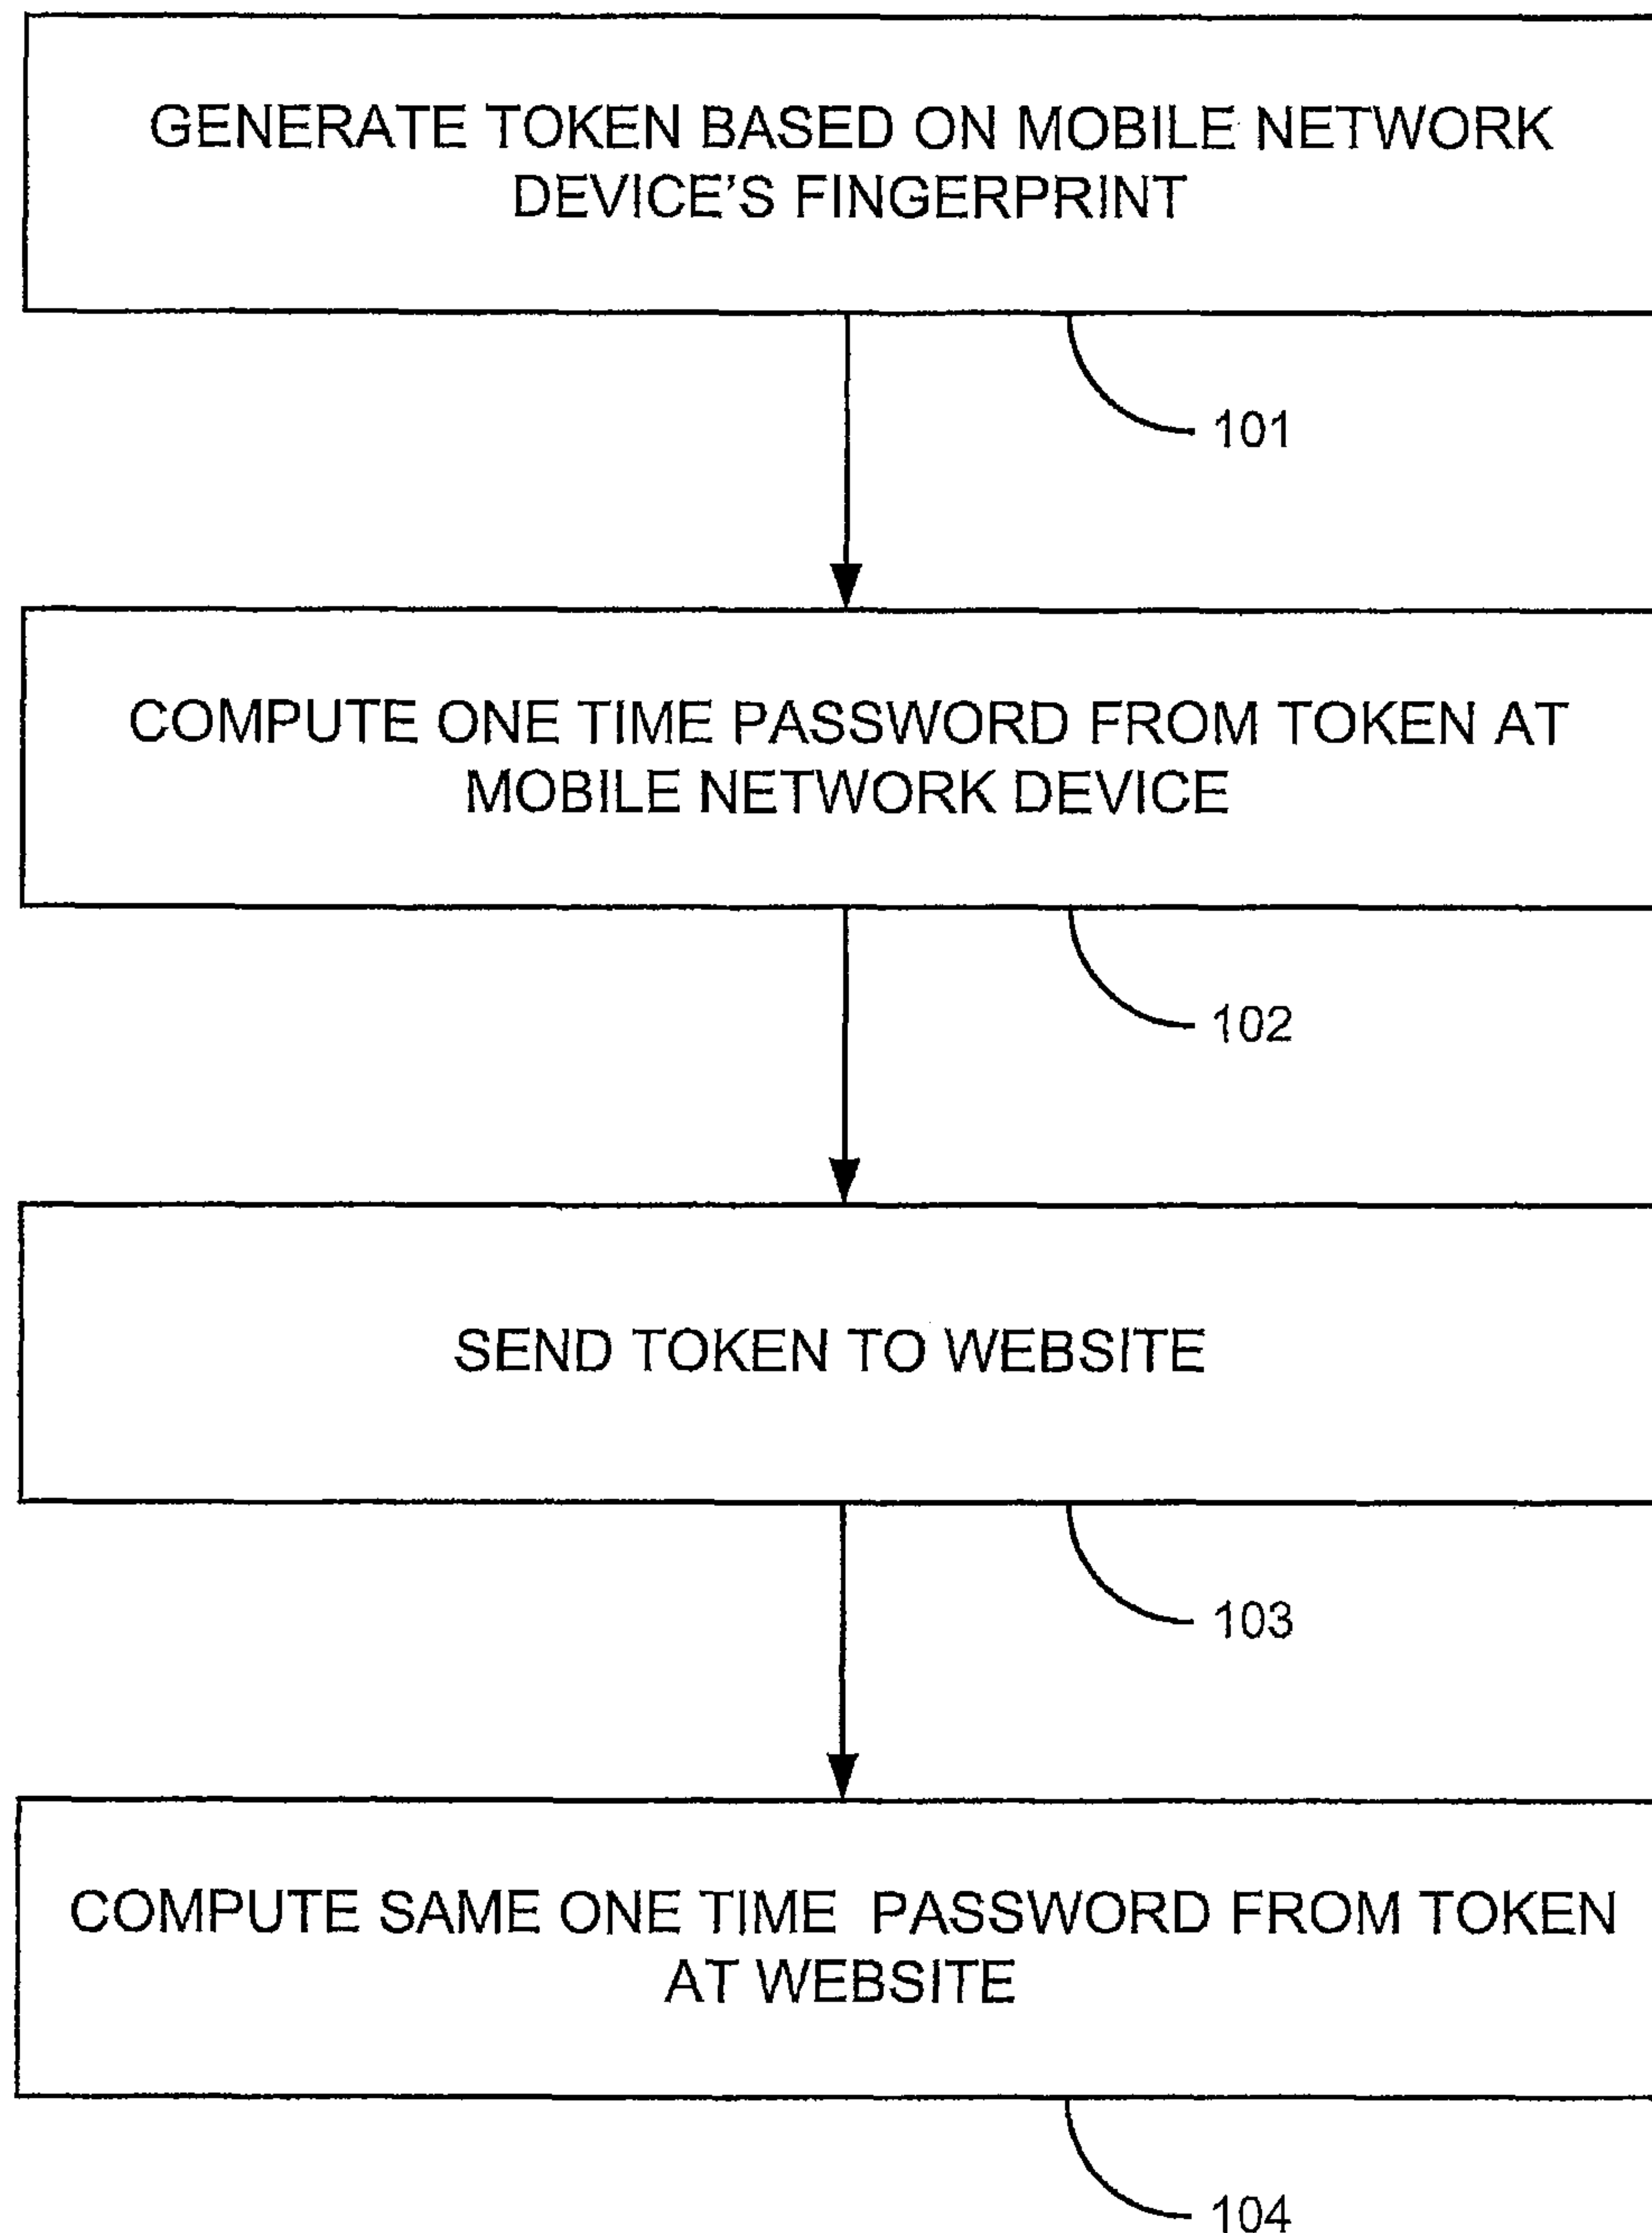 GENERATE TOKEN BASED ON MOBILE NETWORK
DEVICE'S FINGERPRINT
101
COMPUTE ONE TIME PASSWORD FROM TOKEN AT
MOBILE NETWORK DEVICE
102
SEND TOKEN TO WEBSITE
103
COMPUTE SAME ONE TIME PASSWORD FROM TOKEN
AT WEBSITE
104